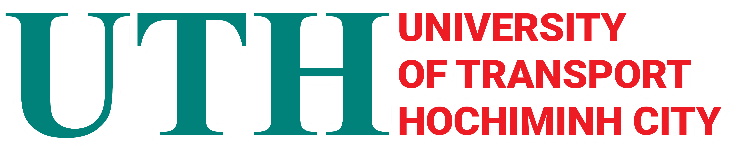 UTH
UNIVERSITY
OF TRANSPORT
HOCHIMINH CITY